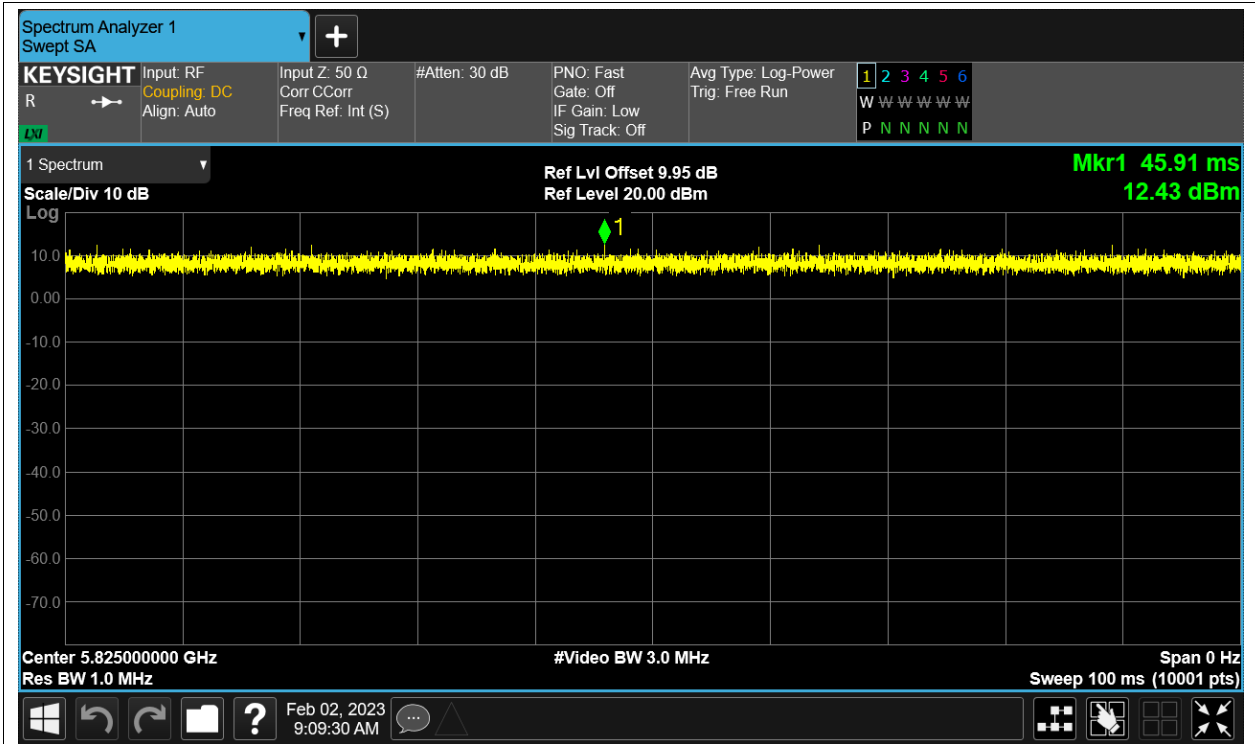 Spectrum Analyzer 1
Swept SA
KEYSIGHT
R
LXI
Input: RF
Coupling: DC
Align: Auto
Input Z: 50 Ω
Corr CCorr
Freq Ref: Int (S)
#Atten: 30 dB
PNO: Fast
Gate: Off
IF Gain: Low
Sig Track: Off
Avg Type: Log-Power
Trig: Free Run
1 2 3 4 5 6
W W W W W W
P N N N N N
1 Spectrum
Scale/Div 10 dB
Ref Lvl Offset 9.95 dB
Ref Level 20.00 dBm
Mkr1 45.91 ms
12.43 dBm
Log
1
10.0
0.00
-10.0
-20.0
-30.0
-40.0
-50.0
-60.0
-70.0
Center 5.825000000 GHz
Res BW 1.0 MHz
#Video BW 3.0 MHz
Span 0 Hz
Sweep 100 ms (10001 pts)
?
Feb 02, 2023
9:09:30 AM